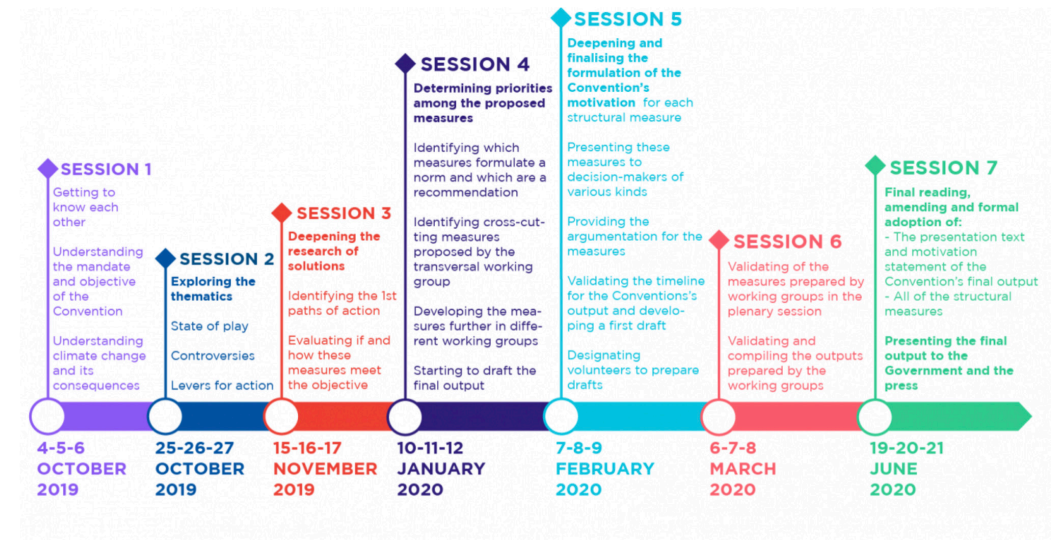 SESSION 1
Getting to
know each
other
Understanding
the mandate
and objective
of the
Convention
Understanding
climate change
and its
consequences
4-5-6
OCTOBER
2019
SESSION 2
Exploring the
thematics
State of play
Controversies
Levers for action
25-26-27
OCTOBER
2019
SESSION 3
Deepening the
research of
solutions
Identifying the 1st
paths of action
Evaluating if and
how these
measures meet
the objective
15-16-17
NOVEMBER
2019
SESSION 4
Determining priorities
among the proposed
measures
Identifying which
measures formulate a
norm and which are a
recommendation
Identifying cross-cut-
ting measures
proposed by the
transversal working
group
Developing the mea-
sures further in diffe-
rent working groups
Starting to draft the
final output
10-11-12
JANUARY
2020
SESSION 5
Deepening and
finalising the
formulation of the
Convention's
motivation for each
structural measure
Presenting these
measures to
decision-makers of
various kinds
Providing the
argumentation for the
measures
Validating the timeline
for the Conventions's
output and develo-
ping a first draft
Designating
volunteers to prepare
drafts
7-8-9
FEBRUARY
2020
SESSION 6
Validating of the
measures prepared by
working groups in the
plenary session
Validating and
compiling the outputs
prepared by the
working groups
6-7-8
MARCH
2020
SESSION 7
Final reading,
amending and formal
adoption of:
- The presentation text
and motivation
statement of the
Convention's final output
- All of the structural
measures
Presenting the final
output to the
Government and the
press
19-20-21
JUNE
2020